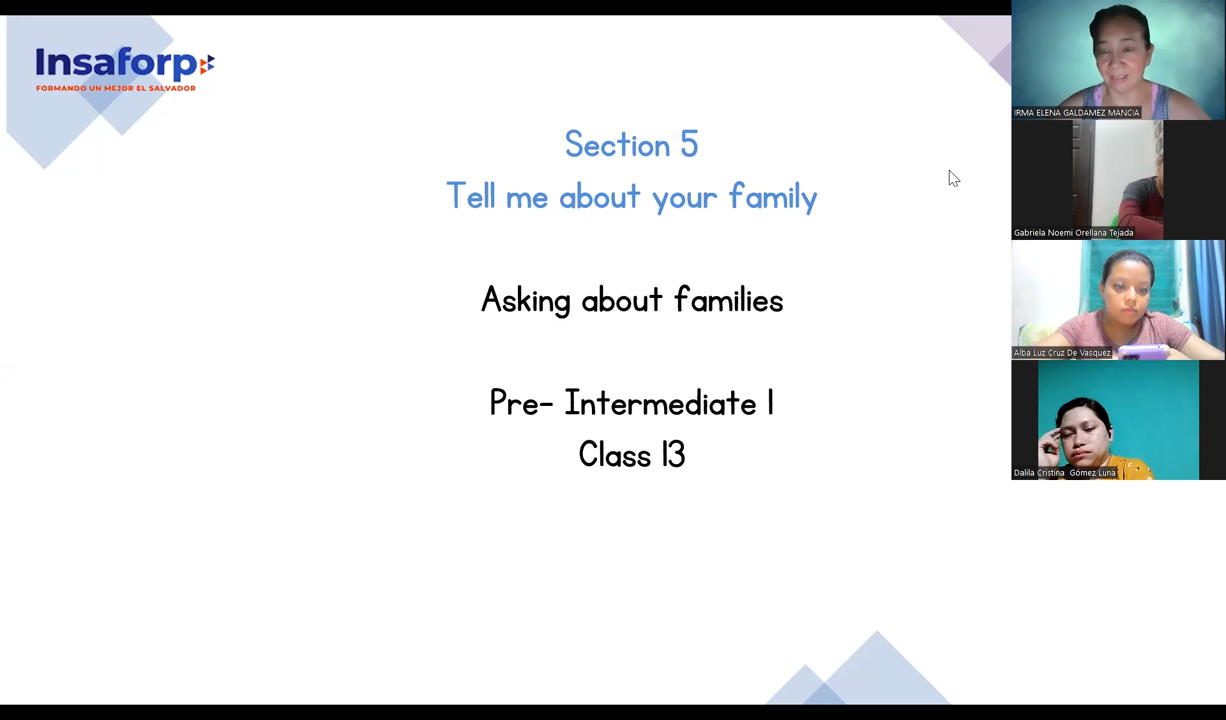 Insaforp
FORMANDO UN MEJOR EL SALVADOR
Section 5
Tell me about your family
Asking about families
Pre- Intermediate 1
Class 13
IRMA ELENA GALDAMEZ MANCIA
Gabriela Noemi Orellana Tejada
Alba Luz Cruz De Vasquez
Dalila Cristina Gómez Luna